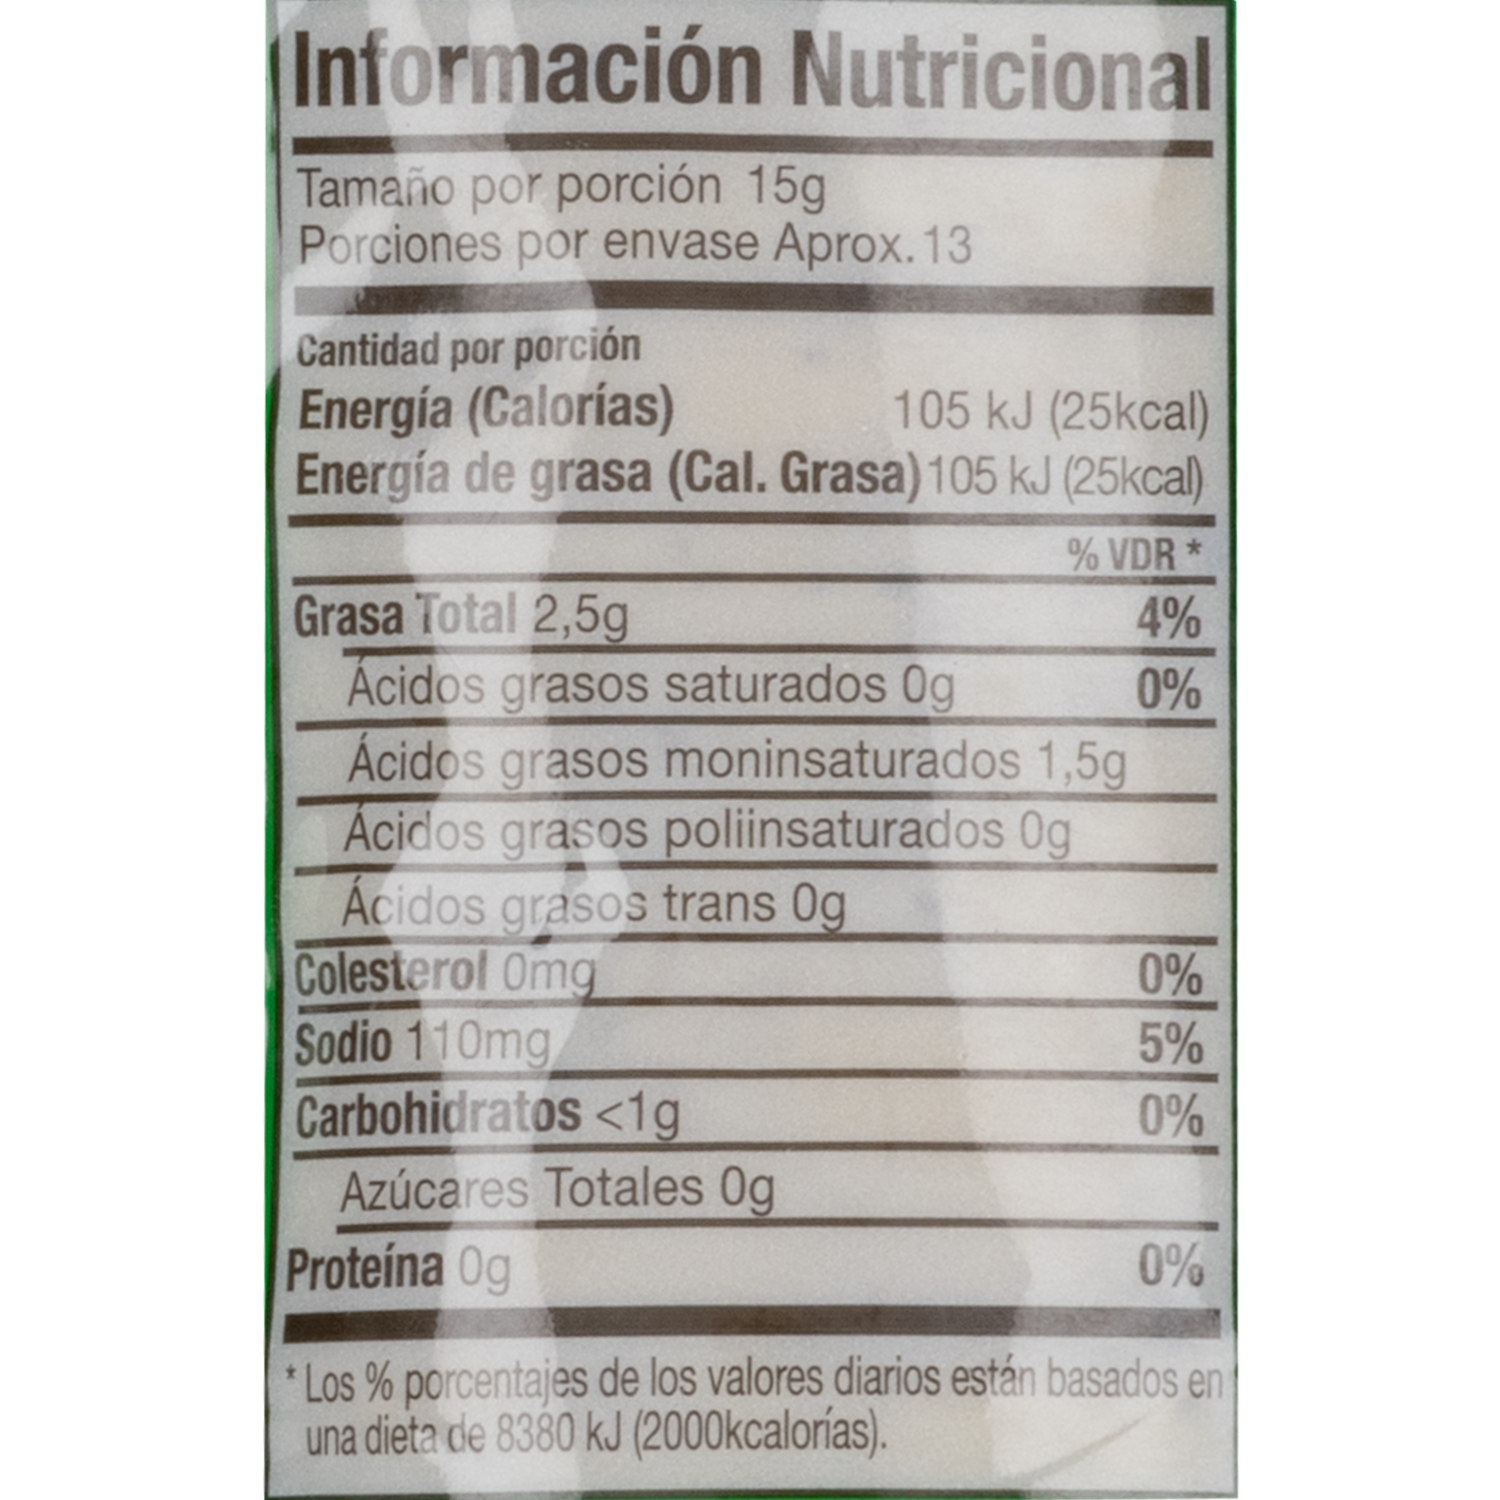 Información Nutricional
Tamaño por porción 15g
Porciones por envase Aprox. 13
Cantidad por porción
Energía (Calorías) 105 kJ (25kcal)
Energía de grasa (Cal. Grasa) 105 kJ (25kcal)
% VDR *
Grasa Total 2,5g 4%
Ácidos grasos saturados 0g 0%
Ácidos grasos moninsaturados 1,5g
Ácidos grasos poliinsaturados 0g
Ácidos grasos trans 0g
Colesterol 0mg 0%
Sodio 110mg 5%
Carbohidratos <1g 0%
Azúcares Totales 0g
Proteína 0g 0%
* Los % porcentajes de los valores diarios están basados en
una dieta de 8380 kJ (2000kcalorías).